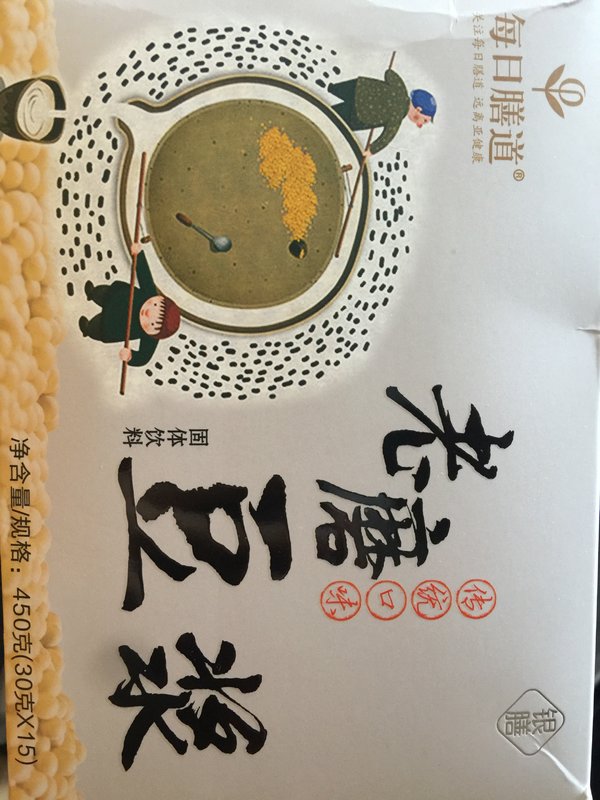 每日膳道®
关注每日膳道 远离亚健康
老磨
豆浆
传统口味
固体饮料
银膳
净含量/规格：450克(30克X15)